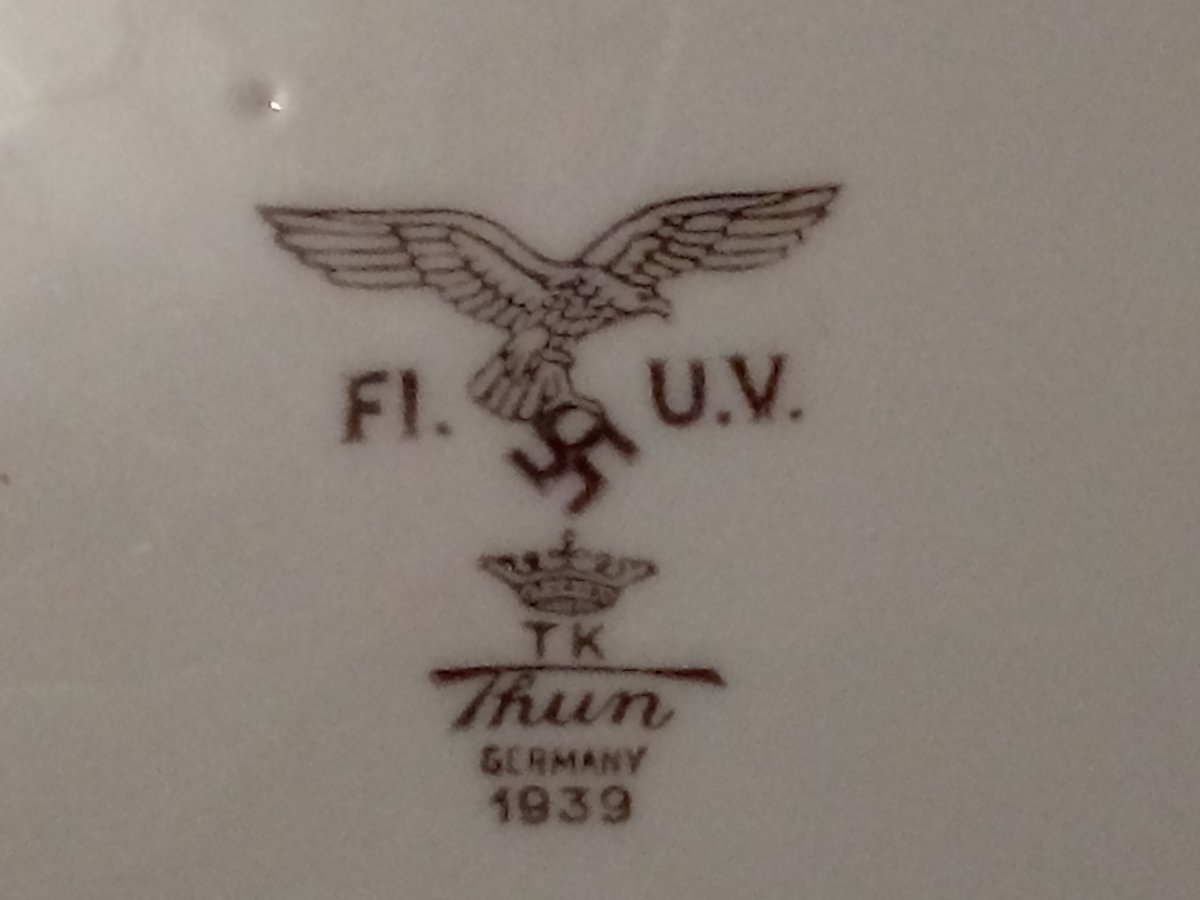 Fl. U.V.
TK
Thun
GERMANY
1939